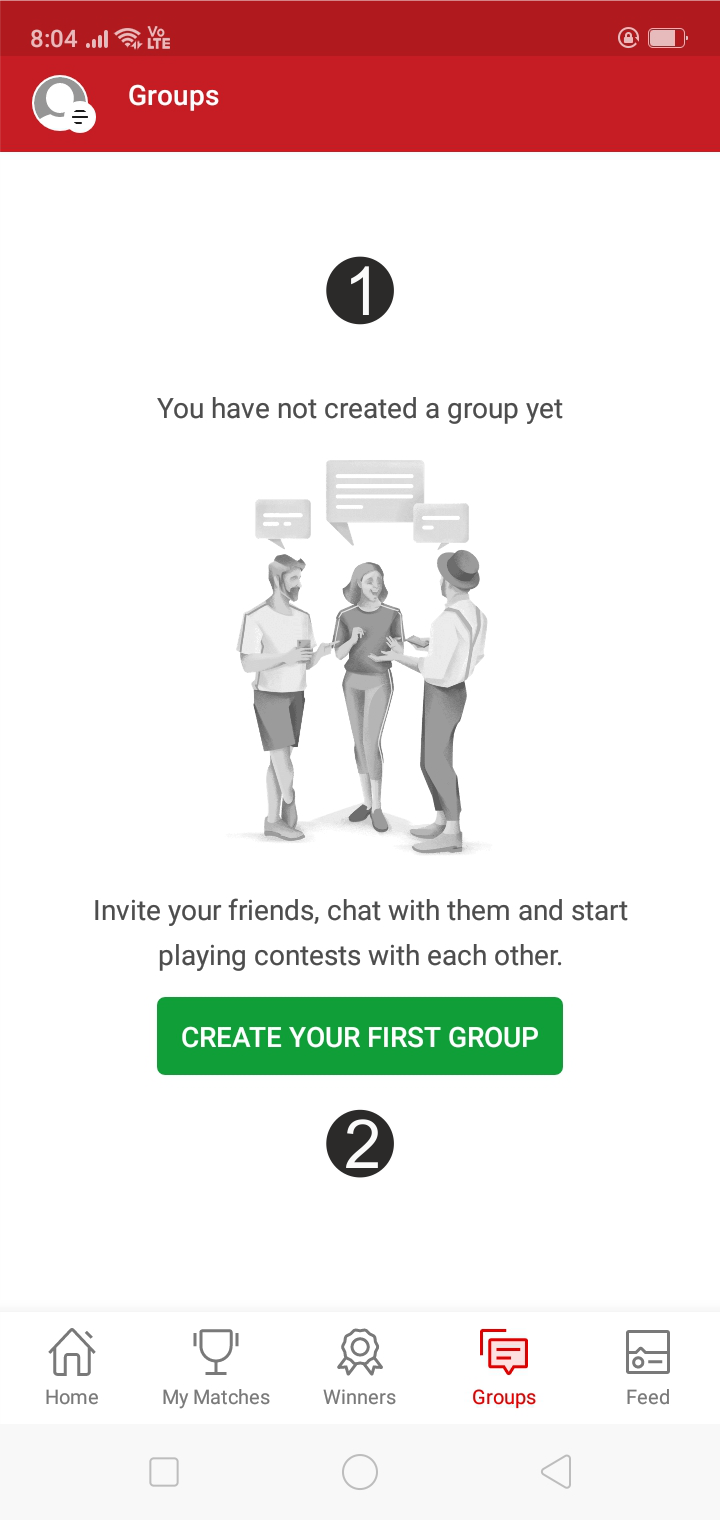 8:04 Vo LTE
Groups
1
You have not created a group yet
Invite your friends, chat with them and start
playing contests with each other.
CREATE YOUR FIRST GROUP
2
Home My Matches Winners Groups Feed